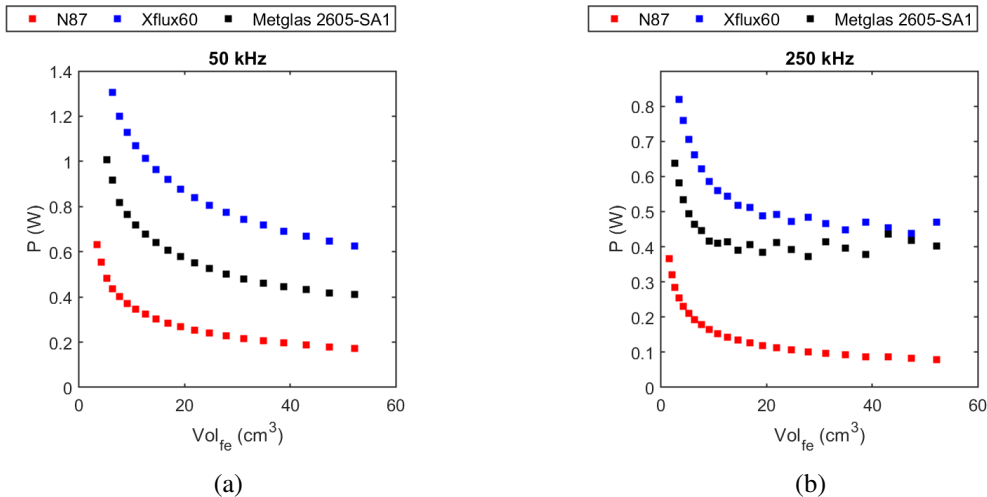 N87 Xflux60 Metglas 2605-SA1
50 kHz
1.4
1.2
1
0.8
0.6
0.4
0.2
0
P (W)
0 20 40 60
Vol_fe (cm^3)
(a)
N87 Xflux60 Metglas 2605-SA1
250 kHz
0.8
0.7
0.6
0.5
0.4
0.3
0.2
0.1
0
P (W)
0 20 40 60
Vol_fe (cm^3)
(b)